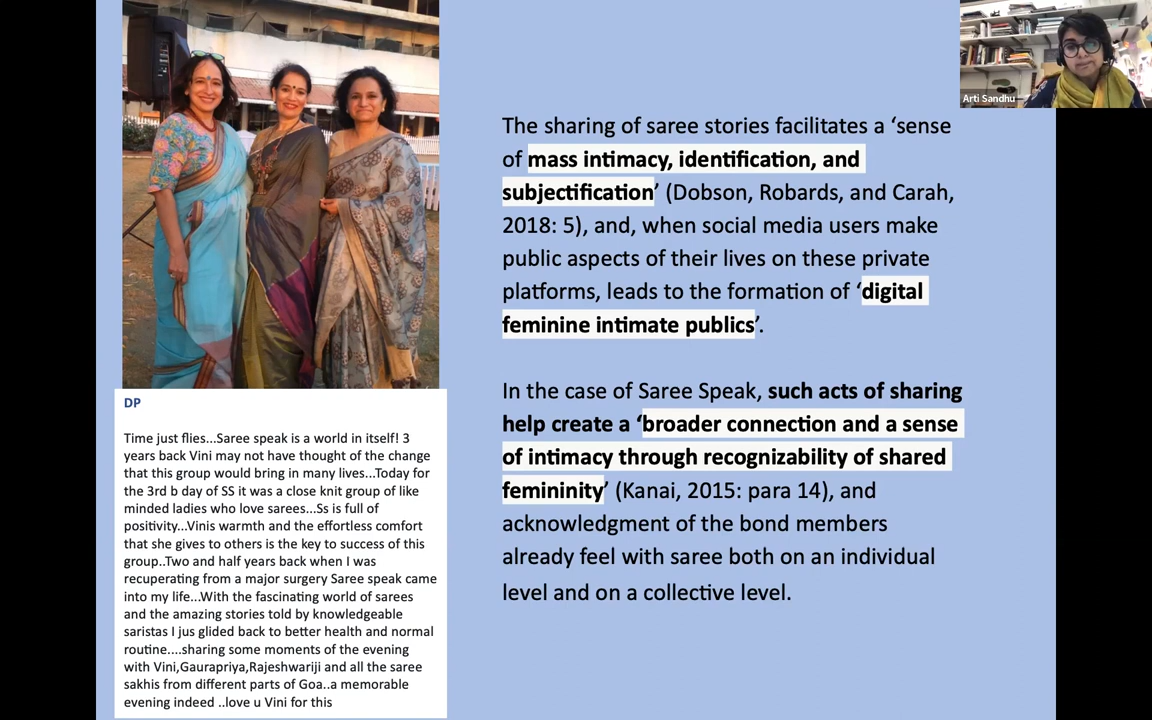 Arti Sandhu
The sharing of saree stories facilitates a ‘sense
of mass intimacy, identification, and
subjectification’ (Dobson, Robards, and Carah,
2018: 5), and, when social media users make
public aspects of their lives on these private
platforms, leads to the formation of ‘digital
feminine intimate publics’.
In the case of Saree Speak, such acts of sharing
help create a ‘broader connection and a sense
of intimacy through recognizability of shared
femininity’ (Kanai, 2015: para 14), and
acknowledgment of the bond members
already feel with saree both on an individual
level and on a collective level.
DP
Time just flies...Saree speak is a world in itself! 3
years back Vini may not have thought of the change
that this group would bring in many lives...Today for
the 3rd b day of SS it was a close knit group of like
minded ladies who love sarees...Ss is full of
positivity...Vinis warmth and the effortless comfort
that she gives to others is the key to success of this
group..Two and half years back when I was
recuperating from a major surgery Saree speak came
into my life...With the fascinating world of sarees
and the amazing stories told by knowledgeable
saristas I jus glided back to better health and normal
routine....sharing some moments of the evening
with Vini,Gaurapriya,Rajeshwariji and all the saree
sakhis from different parts of Goa..a memorable
evening indeed ..love u Vini for this